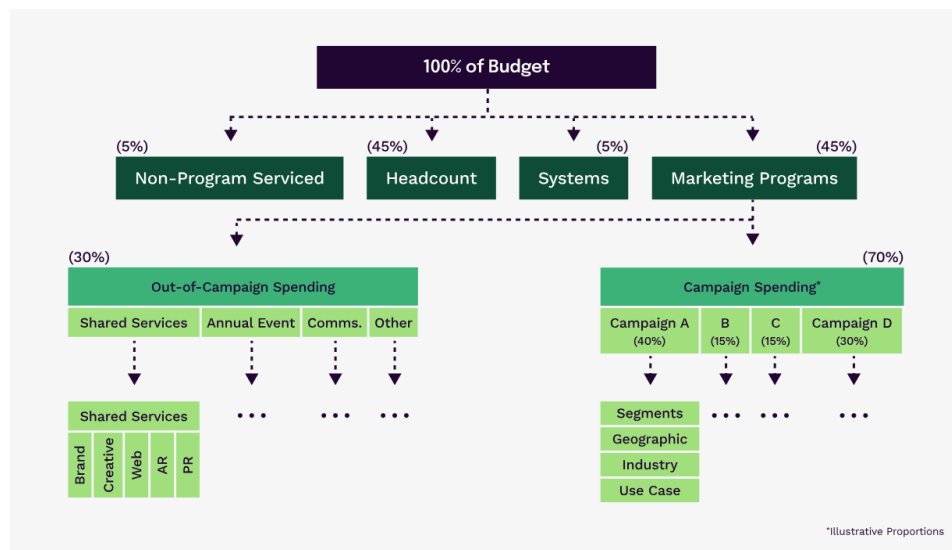 100% of Budget
(5%) (45%) (5%) (45%)
Non-Program Serviced Headcount Systems Marketing Programs
(30%) (70%)
Out-of-Campaign Spending Campaign Spending*
Shared Services Annual Event Comms. Other Campaign A B C Campaign D
(40%) (15%) (15%) (30%)
Shared Services ... ... ... Segments ... ... ...
Brand Creative Web AR PR
Geographic
Industry
Use Case
*Illustrative Proportions